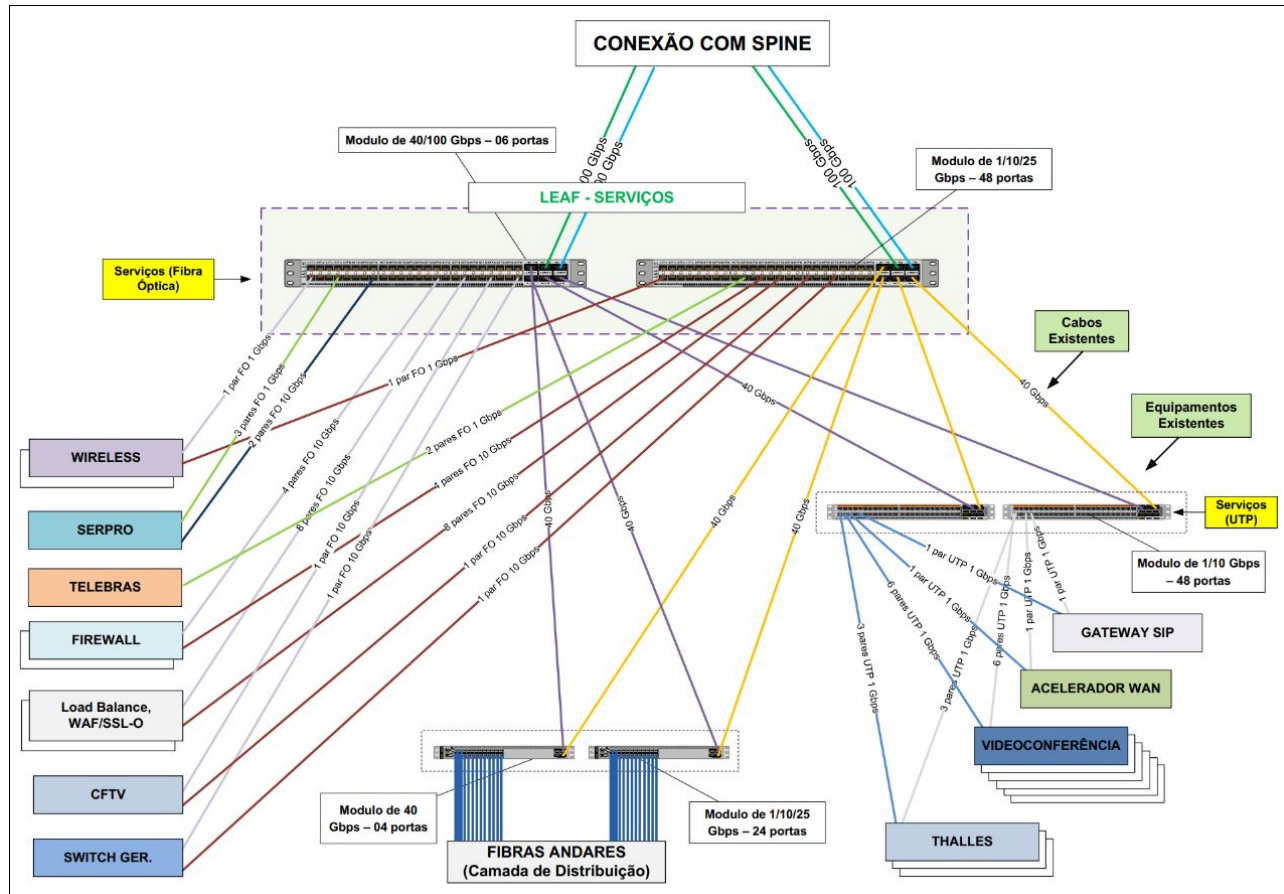 CONEXÃO COM SPINE
Modulo de 40/100 Gbps – 06 portas
00 Gbps
00 Gbps
100 Gbps
100 Gbps
Modulo de 1/10/25
Gbps – 48 portas
LEAF - SERVIÇOS
Serviços (Fibra
Óptica)
Cabos
Existentes
Equipamentos
Existentes
1 par FO 1 Gbps
3 pares FO 1 Gbps
2 pares FO 10 Gbps
1 par FO 1 Gbps
4 pares FO 10 Gbps
8 pares FO 10 Gbps
1 par FO 10 Gbps
1 par FO 10 Gbps
2 pares FO 1 Gbps
4 pares FO 10 Gbps
8 pares FO 10 Gbps
1 par FO 10 Gbps
1 par FO 10 Gbps
40 Gbps
40 Gbps
40 Gbps
40 Gbps
40 Gbps
40 Gbps
WIRELESS
SERPRO
TELEBRAS
FIREWALL
Load Balance,
WAF/SSL-O
CFTV
SWITCH GER.
Serviços
(UTP)
Modulo de 1/10 Gbps
– 48 portas
1 par UTP 1 Gbps
1 par UTP 1 Gbps
6 pares UTP 1 Gbps
3 pares UTP 1 Gbps
1 par UTP 1 Gbps
1 par UTP 1 Gbps
6 pares UTP 1 Gbps
3 pares UTP 1 Gbps
GATEWAY SIP
ACELERADOR WAN
VIDEOCONFERÊNCIA
THALLES
Modulo de 40
Gbps – 04 portas
Modulo de 1/10/25
Gbps – 24 portas
FIBRAS ANDARES
(Camada de Distribuição)